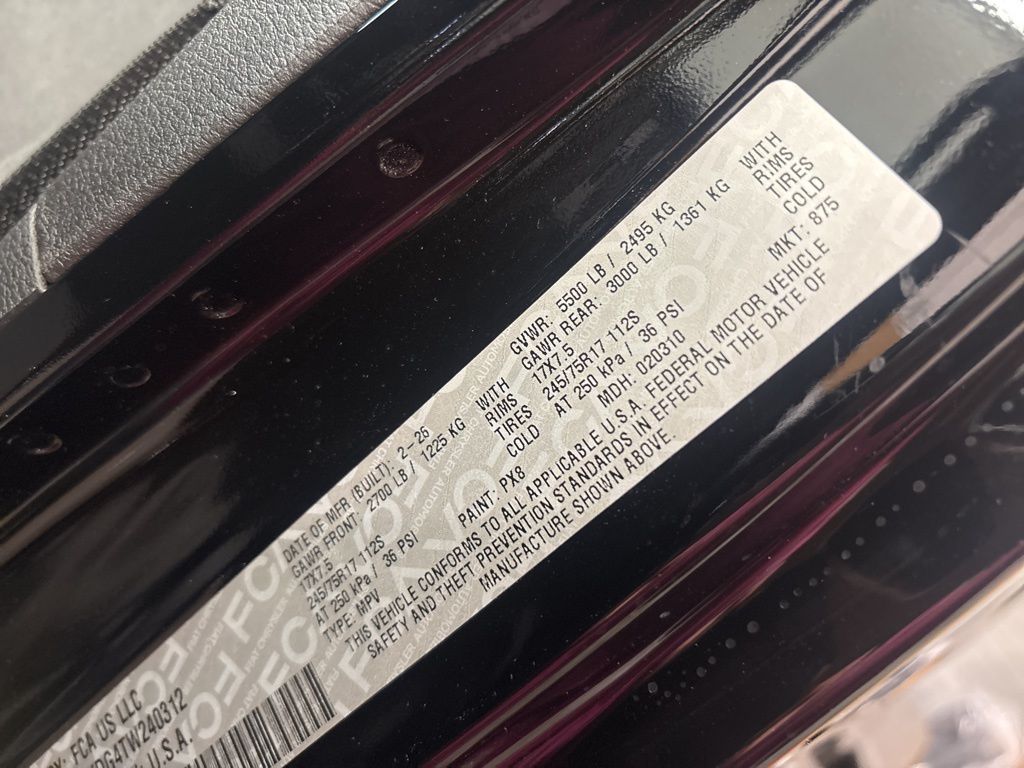 FCA US LLC
DG4TW240312
U.S.A.
DATE OF MFR (BUILT): 2-26
GVWR: 5500 LB / 2495 KG
GAWR FRONT: 2700 LB / 1225 KG WITH
GAWR REAR: 3000 LB / 1361 KG WITH
17X7.5 RIMS
17X7.5 RIMS
245/75R17 112S TIRES
245/75R17 112S TIRES
AT 250 kPa / 36 PSI COLD
AT 250 kPa / 36 PSI COLD
TYPE: MPV
PAINT: PX8
MDH: 020310
MKT: 875
THIS VEHICLE CONFORMS TO ALL APPLICABLE U.S.A. FEDERAL MOTOR VEHICLE
SAFETY AND THEFT PREVENTION STANDARDS IN EFFECT ON THE DATE OF
MANUFACTURE SHOWN ABOVE.